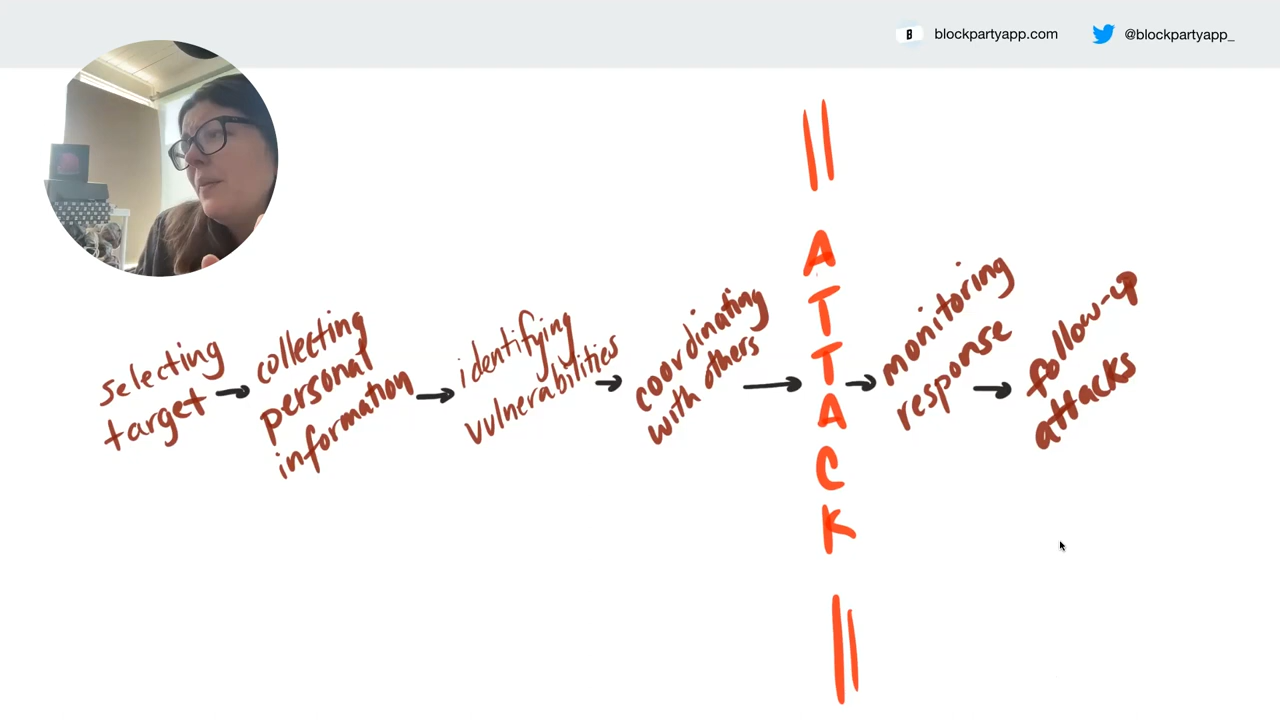 B blockpartyapp.com @blockpartyapp_
selecting
target
collecting
personal
information
identifying
vulnerabilities
coordinating
with others
ATTACK
monitoring
response
follow-up
attacks